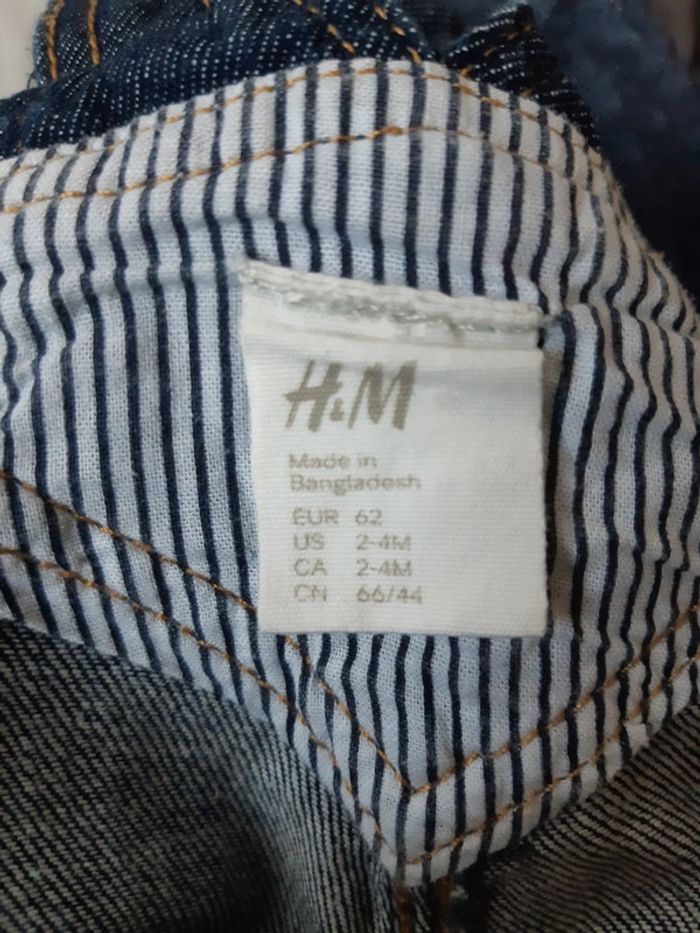 H&M
Made in
Bangladesh
EUR 62
US 2-4M
CA 2-4M
CN 66/44